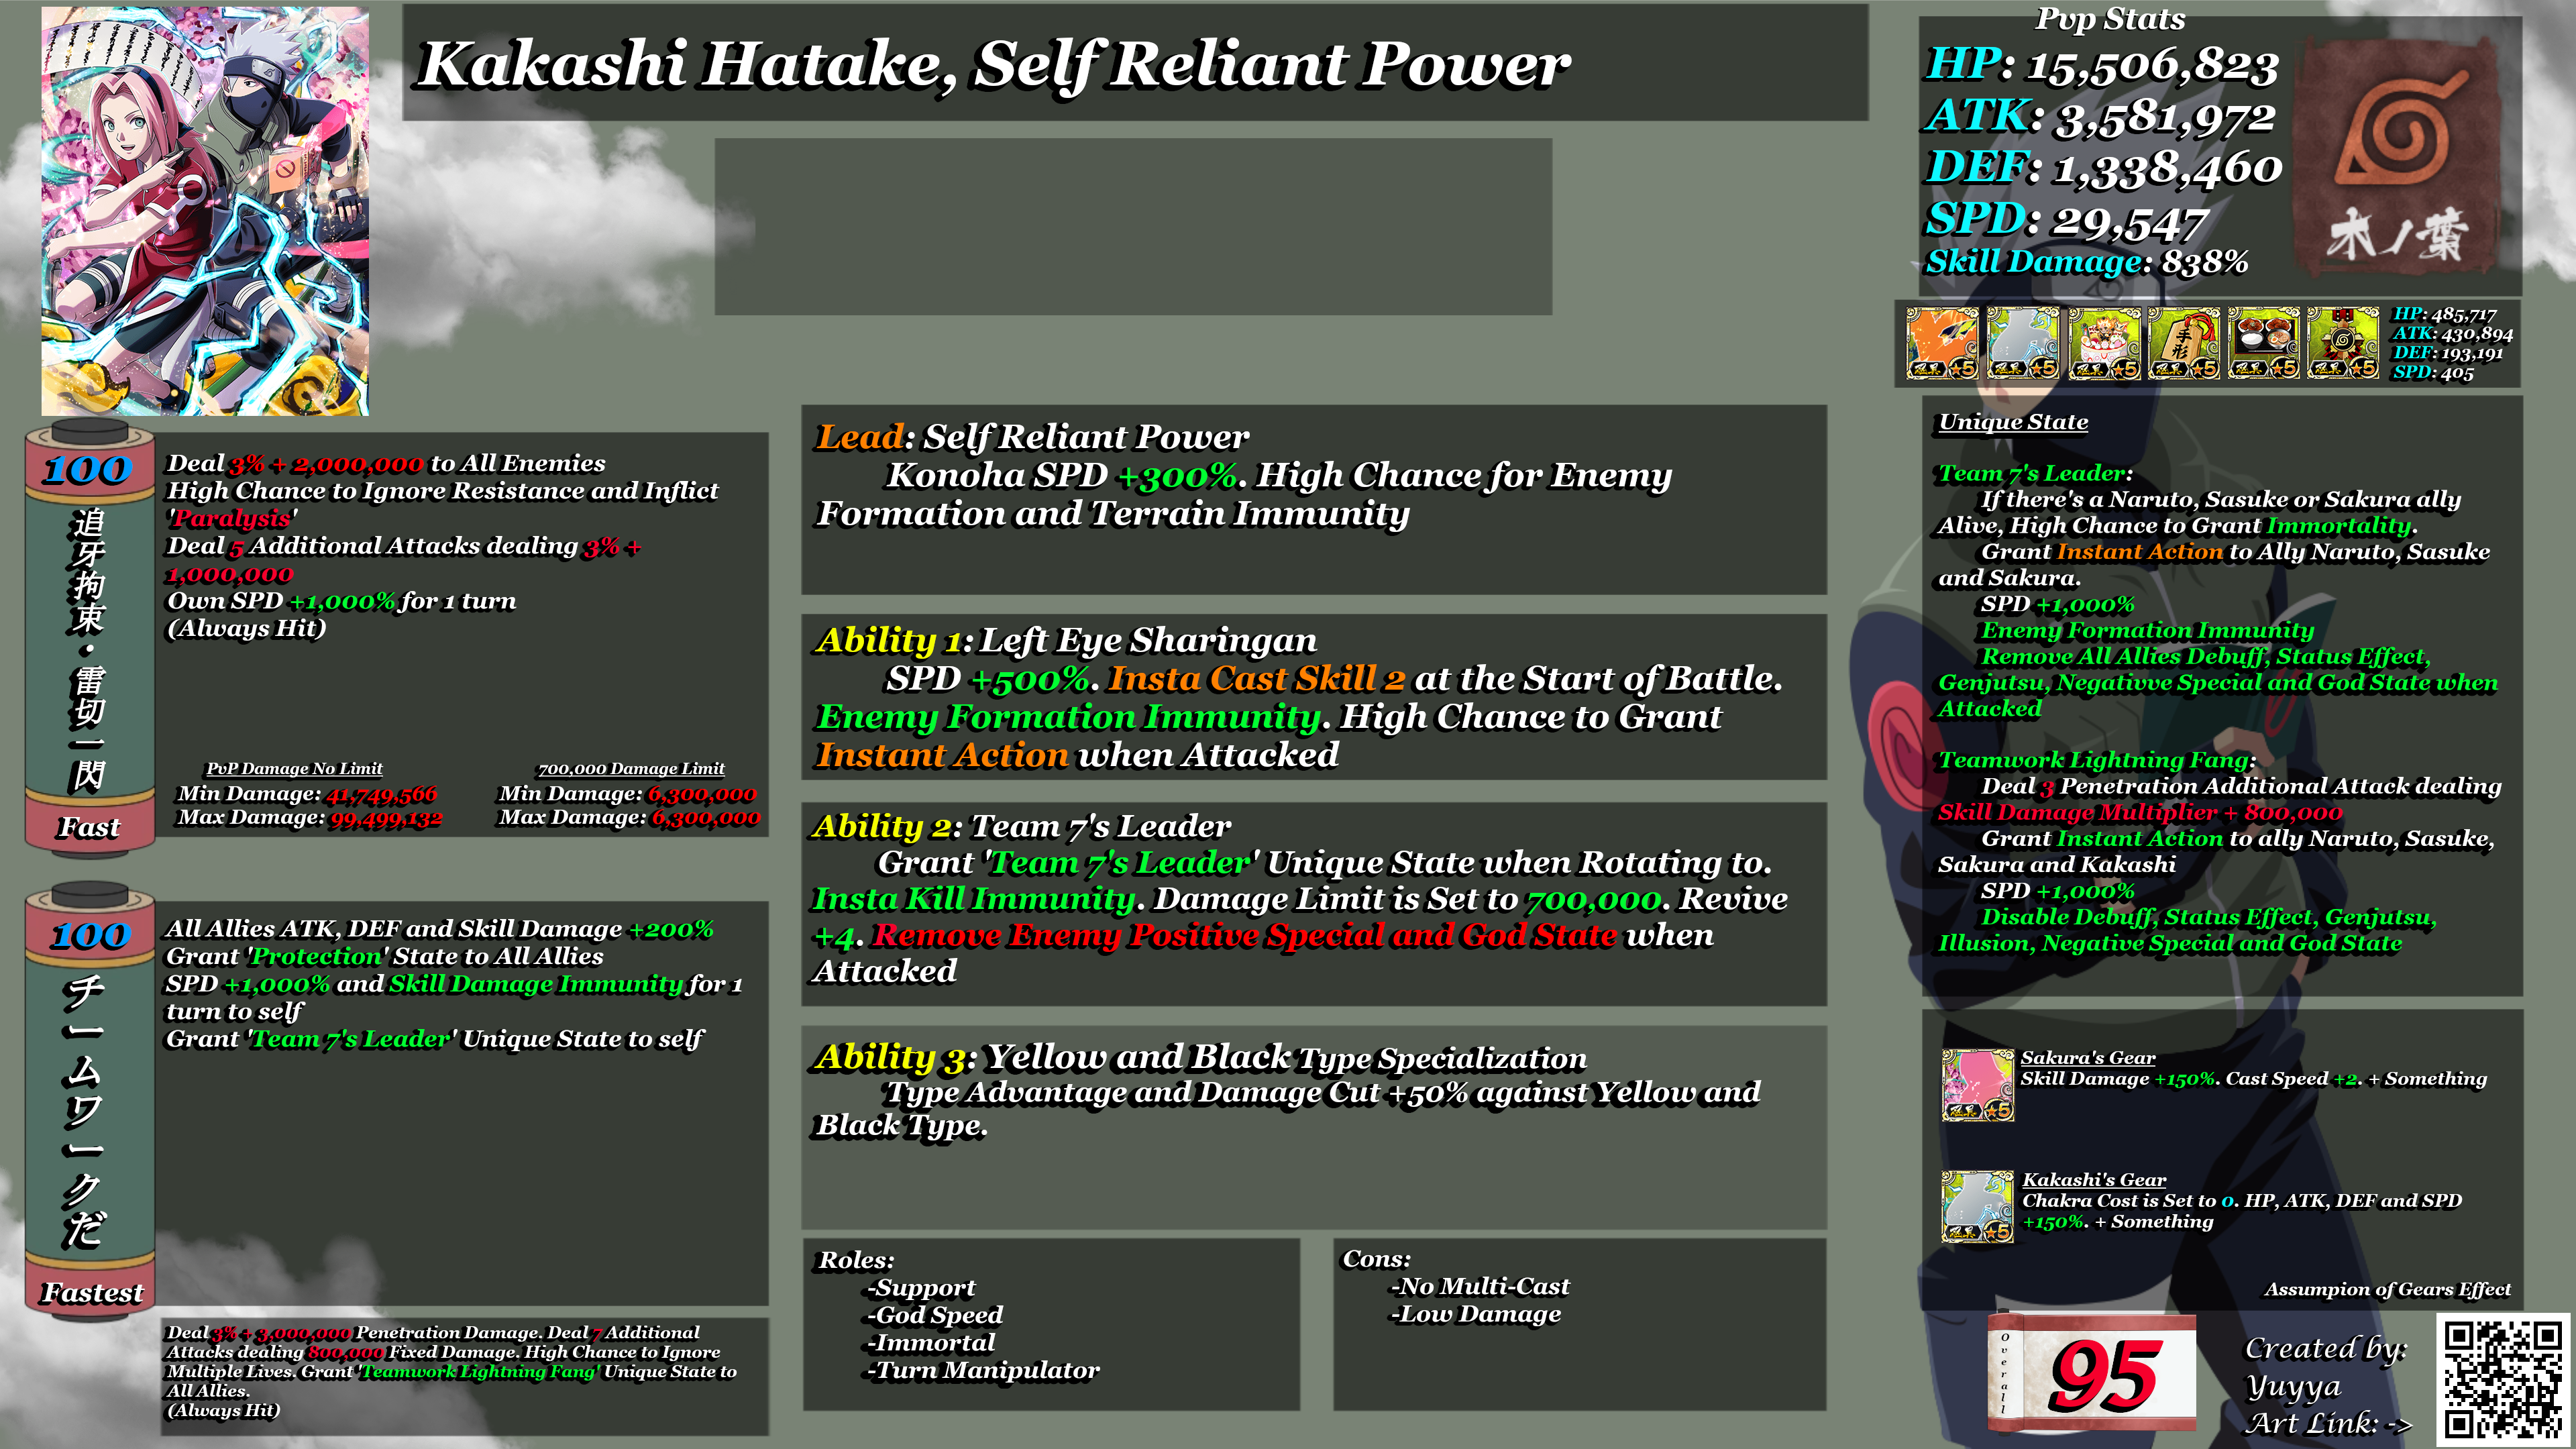 Kakashi Hatake, Self Reliant Power
Pvp Stats
HP: 15,506,823
ATK: 3,581,972
DEF: 1,338,460
SPD: 29,547
Skill Damage: 838%
木ノ葉
手形
★5
★5
★5
★5
★5
★5
HP: 485,717
ATK: 430,894
DEF: 193,191
SPD: 405
100
追牙拘束・雷切一閃
Fast
Deal 3% + 2,000,000 to All Enemies
High Chance to Ignore Resistance and Inflict
'Paralysis'
Deal 5 Additional Attacks dealing 3% +
1,000,000
Own SPD +1,000% for 1 turn
(Always Hit)
PvP Damage No Limit
Min Damage: 41,749,566
Max Damage: 99,499,132
700,000 Damage Limit
Min Damage: 6,300,000
Max Damage: 6,300,000
100
チームワークだ
Fastest
All Allies ATK, DEF and Skill Damage +200%
Grant 'Protection' State to All Allies
SPD +1,000% and Skill Damage Immunity for 1
turn to self
Grant 'Team 7's Leader' Unique State to self
Deal 3% + 3,000,000 Penetration Damage. Deal 7 Additional
Attacks dealing 800,000 Fixed Damage. High Chance to Ignore
Multiple Lives. Grant 'Teamwork Lightning Fang' Unique State to
All Allies.
(Always Hit)
Lead: Self Reliant Power
Konoha SPD +300%. High Chance for Enemy
Formation and Terrain Immunity
Ability 1: Left Eye Sharingan
SPD +500%. Insta Cast Skill 2 at the Start of Battle.
Enemy Formation Immunity. High Chance to Grant
Instant Action when Attacked
Ability 2: Team 7's Leader
Grant 'Team 7's Leader' Unique State when Rotating to.
Insta Kill Immunity. Damage Limit is Set to 700,000. Revive
+4. Remove Enemy Positive Special and God State when
Attacked
Ability 3: Yellow and Black Type Specialization
Type Advantage and Damage Cut +50% against Yellow and
Black Type.
Roles:
-Support
-God Speed
-Immortal
-Turn Manipulator
Cons:
-No Multi-Cast
-Low Damage
Unique State
Team 7's Leader:
If there's a Naruto, Sasuke or Sakura ally
Alive, High Chance to Grant Immortality.
Grant Instant Action to Ally Naruto, Sasuke
and Sakura.
SPD +1,000%
Enemy Formation Immunity
Remove All Allies Debuff, Status Effect,
Genjutsu, Negativve Special and God State when
Attacked
Teamwork Lightning Fang:
Deal 3 Penetration Additional Attack dealing
Skill Damage Multiplier + 800,000
Grant Instant Action to ally Naruto, Sasuke,
Sakura and Kakashi
SPD +1,000%
Disable Debuff, Status Effect, Genjutsu,
Illusion, Negative Special and God State
★5
Sakura's Gear
Skill Damage +150%. Cast Speed +2. + Something
★5
Kakashi's Gear
Chakra Cost is Set to 0. HP, ATK, DEF and SPD
+150%. + Something
Assumpion of Gears Effect
Overall
95
Created by:
Yuyya
Art Link: ->